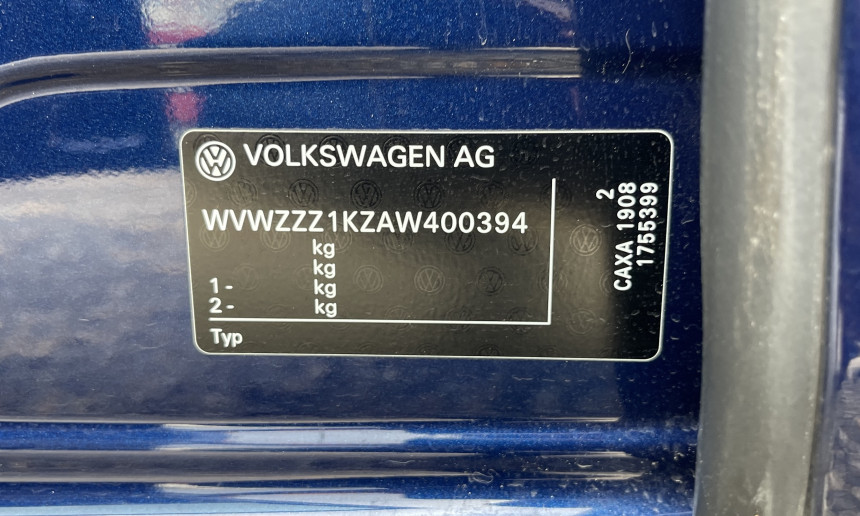 VOLKSWAGEN AG
WVWZZZ1KZAW400394
kg
kg
1 - kg
2 - kg
Typ
2
CAXA 1908
1755399